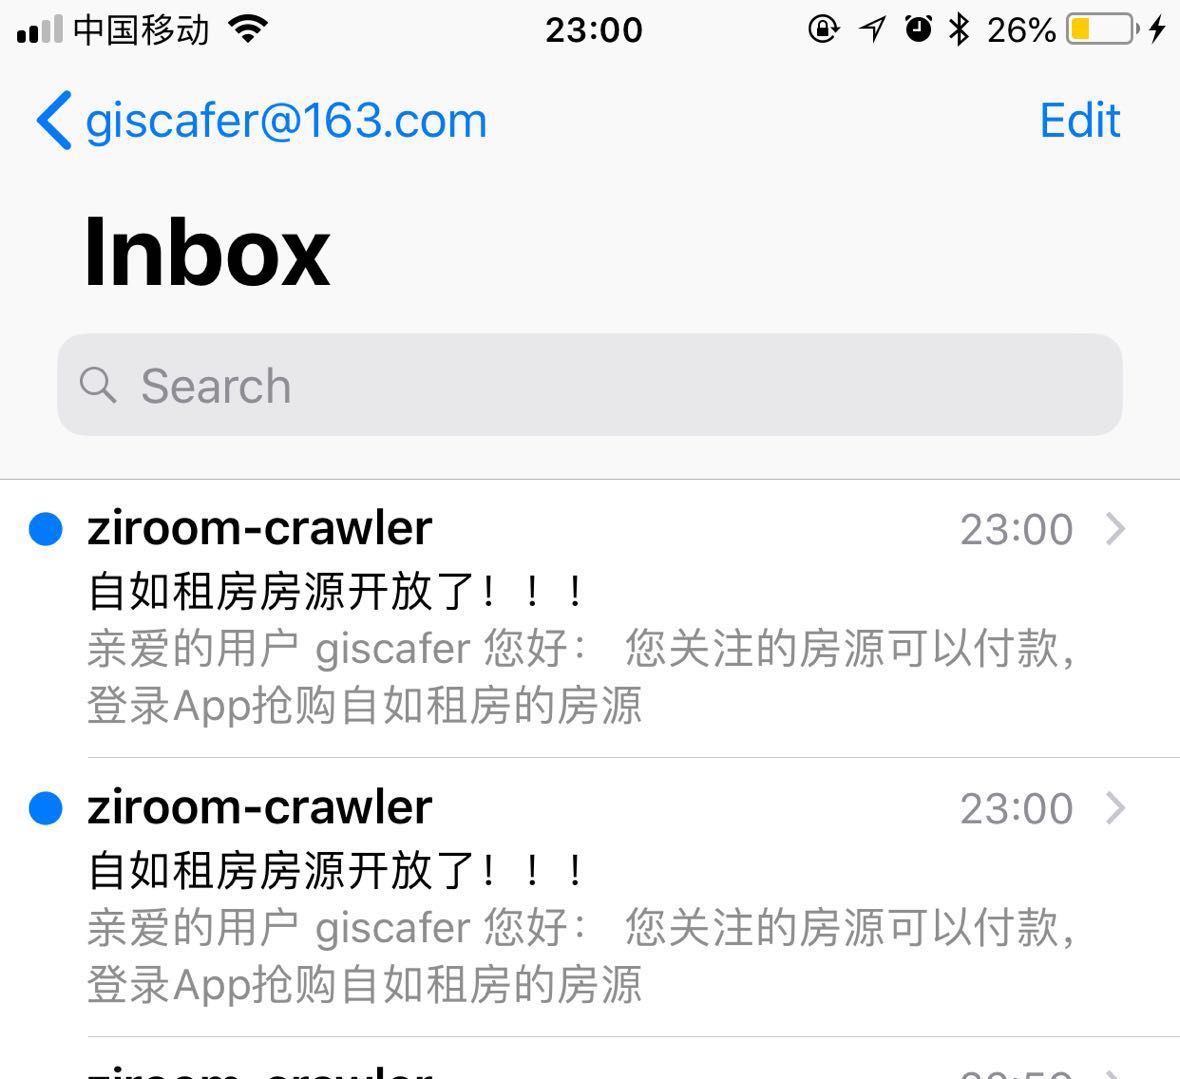 中国移动 23:00 26%
giscafer@163.com Edit
Inbox
Search
ziroom-crawler 23:00
自如租房房源开放了！！！
亲爱的用户 giscafer 您好： 您关注的房源可以付款，
登录App抢购自如租房的房源
ziroom-crawler 23:00
自如租房房源开放了！！！
亲爱的用户 giscafer 您好： 您关注的房源可以付款，
登录App抢购自如租房的房源
ziroom-crawler